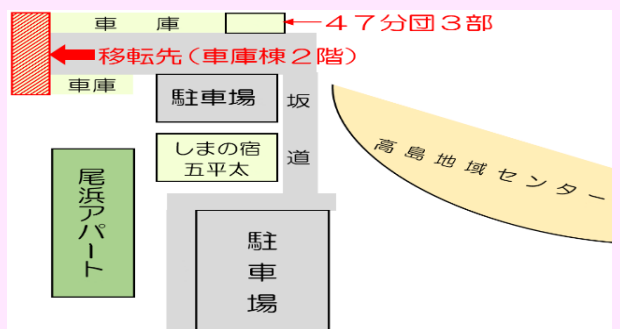 車庫
47分団3部
移転先(車庫棟2階)
車庫
駐車場
坂道
しまの宿
五平太
高島地域センター
尾浜アパート
駐車場